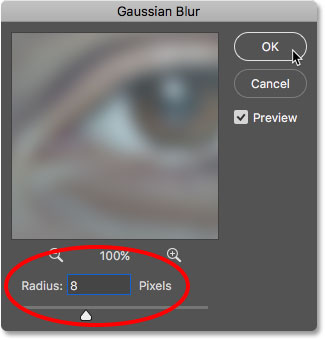 Gaussian Blur
OK
Cancel
Preview
100%
Radius: 8 Pixels